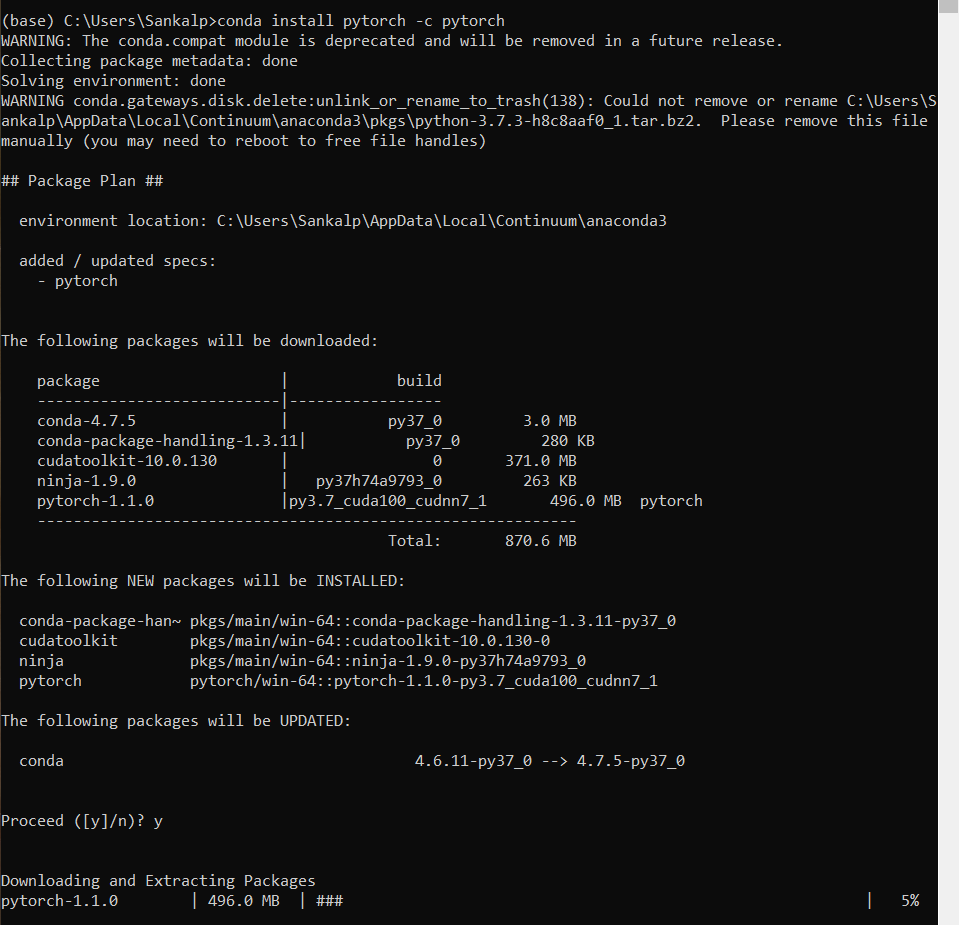 (base) C:\Users\Sankalp>conda install pytorch -c pytorch
WARNING: The conda.compat module is deprecated and will be removed in a future release.
Collecting package metadata: done
Solving environment: done
WARNING conda.gateways.disk.delete:unlink_or_rename_to_trash(138): Could not remove or rename C:\Users\S
ankalp\AppData\Local\Continuum\anaconda3\pkgs\python-3.7.3-h8c8aaf0_1.tar.bz2.  Please remove this file
manually (you may need to reboot to free file handles)

## Package Plan ##

  environment location: C:\Users\Sankalp\AppData\Local\Continuum\anaconda3

  added / updated specs:
    - pytorch


The following packages will be downloaded:

    package                    |            build
    ---------------------------|-----------------
    conda-4.7.5                |           py37_0         3.0 MB
    conda-package-handling-1.3.11|           py37_0         280 KB
    cudatoolkit-10.0.130       |                0       371.0 MB
    ninja-1.9.0                |   py37h74a9793_0         263 KB
    pytorch-1.1.0              |py3.7_cuda100_cudnn7_1       496.0 MB  pytorch
    ------------------------------------------------------------
                                           Total:       870.6 MB

The following NEW packages will be INSTALLED:

  conda-package-han~ pkgs/main/win-64::conda-package-handling-1.3.11-py37_0
  cudatoolkit        pkgs/main/win-64::cudatoolkit-10.0.130-0
  ninja              pkgs/main/win-64::ninja-1.9.0-py37h74a9793_0
  pytorch            pytorch/win-64::pytorch-1.1.0-py3.7_cuda100_cudnn7_1

The following packages will be UPDATED:

  conda                                       4.6.11-py37_0 --> 4.7.5-py37_0


Proceed ([y]/n)? y


Downloading and Extracting Packages
pytorch-1.1.0        | 496.0 MB  | ###                                                          |   5%